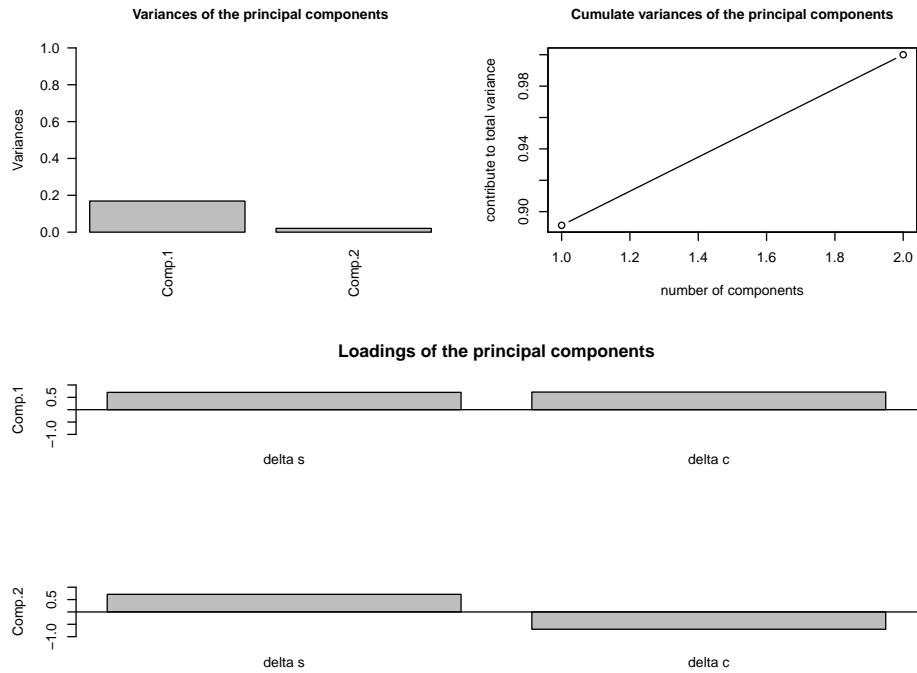 Variances of the principal components
1.0
0.8
0.6
0.4
0.2
0.0
Variances
Comp.1
Comp.2
Cumulate variances of the principal components
0.98
0.94
0.90
contribute to total variance
1.0 1.2 1.4 1.6 1.8 2.0
number of components
Loadings of the principal components
Comp.1
0.5
−1.0
delta s delta c
Comp.2
0.5
−1.0
delta s delta c